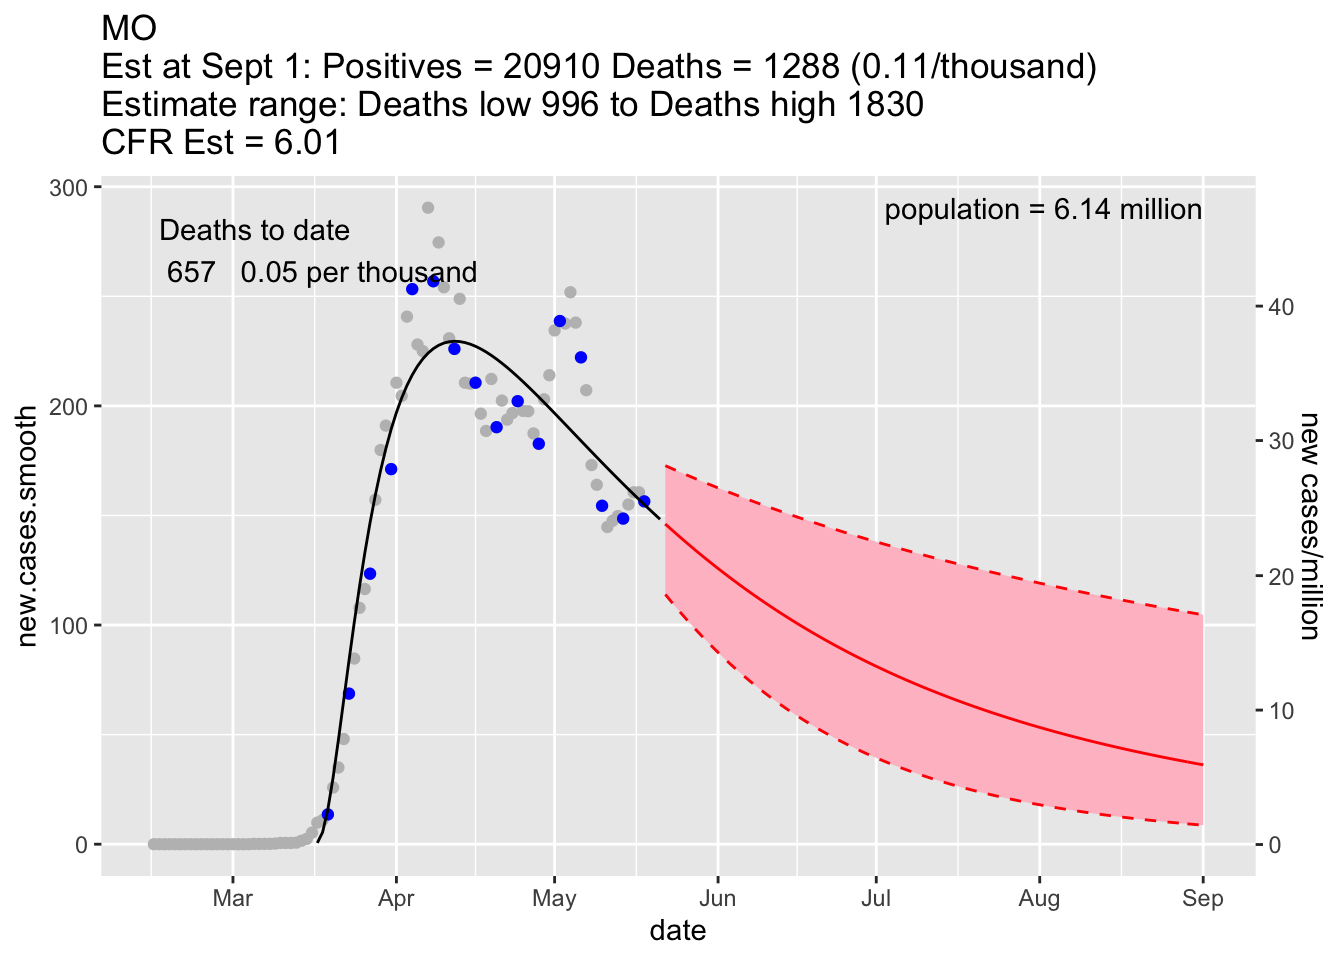 MO
Est at Sept 1: Positives = 20910 Deaths = 1288 (0.11/thousand)
Estimate range: Deaths low 996 to Deaths high 1830
CFR Est = 6.01
Deaths to date
657 0.05 per thousand
population = 6.14 million
300
200
100
0
new.cases.smooth
40
30
20
10
0
new cases/million
Mar Apr May Jun Jul Aug Sep
date